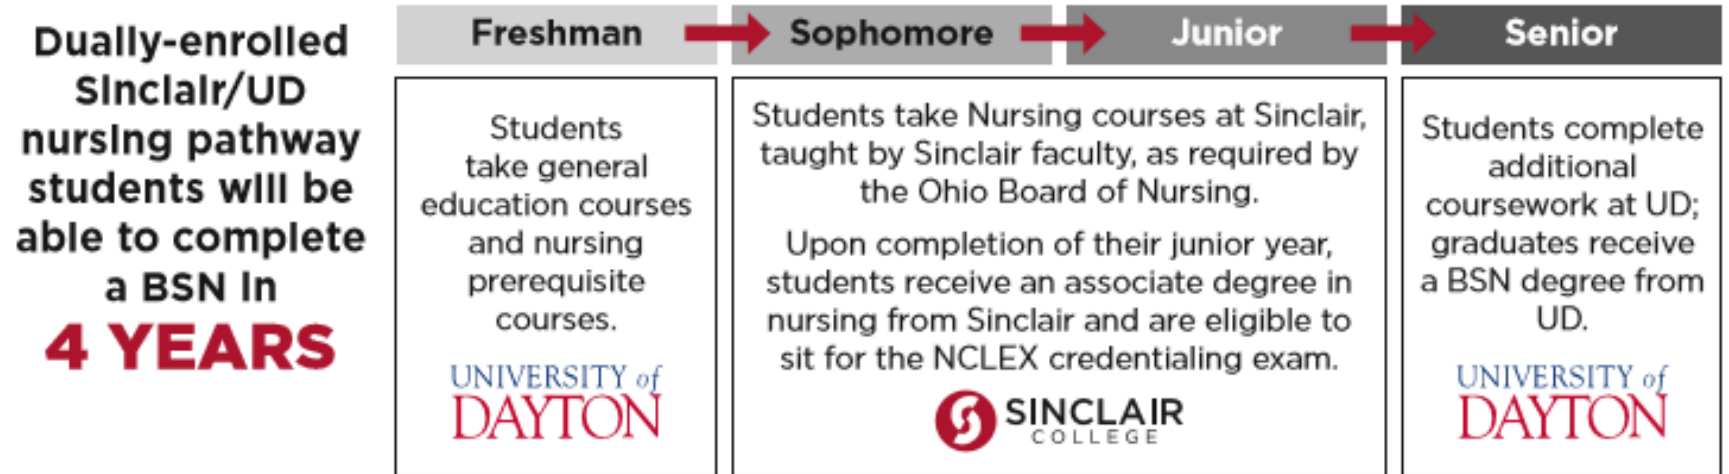 Dually-enrolled
Sinclair/UD
nursing pathway
students will be
able to complete
a BSN in
4 YEARS
Freshman
Sophomore
Junior
Senior
Students
take general
education courses
and nursing
prerequisite
courses.
UNIVERSITY of
DAYTON
Students take Nursing courses at Sinclair,
taught by Sinclair faculty, as required by
the Ohio Board of Nursing.
Upon completion of their junior year,
students receive an associate degree in
nursing from Sinclair and are eligible to
sit for the NCLEX credentialing exam.
SINCLAIR
COLLEGE
Students complete
additional
coursework at UD;
graduates receive
a BSN degree from
UD.
UNIVERSITY of
DAYTON